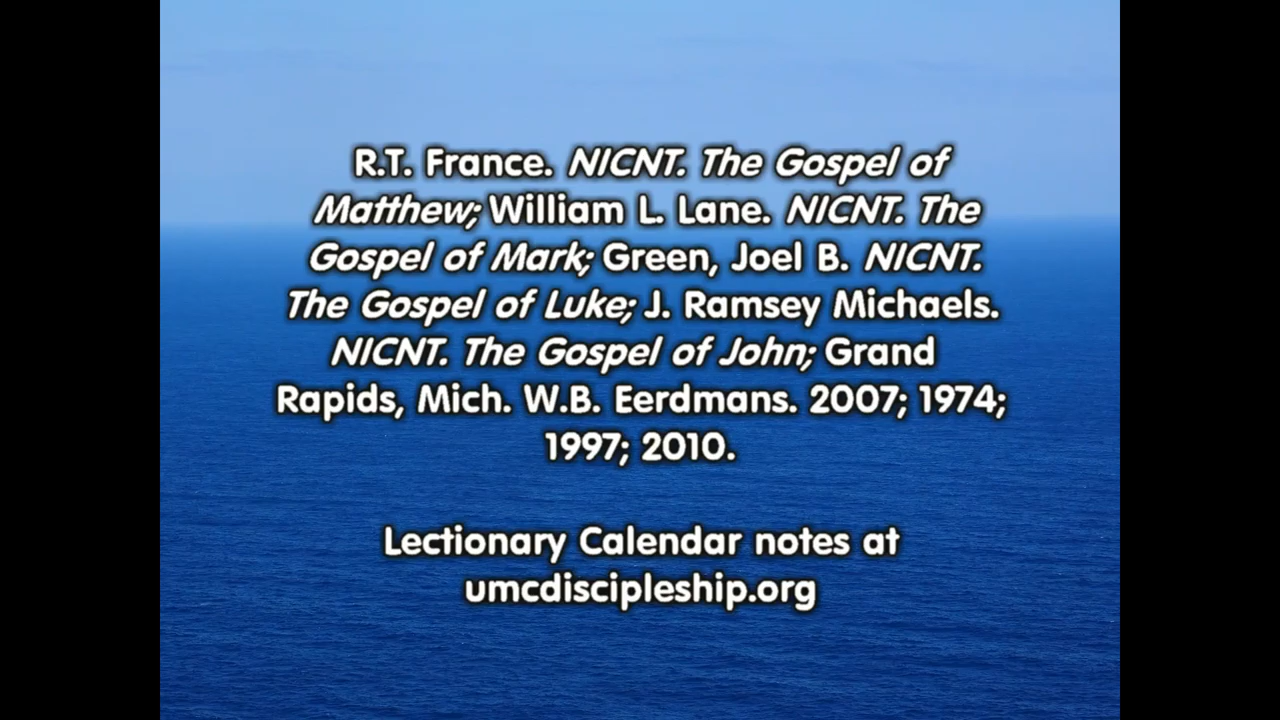 R.T. France. NICNT. The Gospel of
Matthew; William L. Lane. NICNT. The
Gospel of Mark; Green, Joel B. NICNT.
The Gospel of Luke; J. Ramsey Michaels.
NICNT. The Gospel of John; Grand
Rapids, Mich. W.B. Eerdmans. 2007; 1974;
1997; 2010.
Lectionary Calendar notes at
umcdiscipleship.org